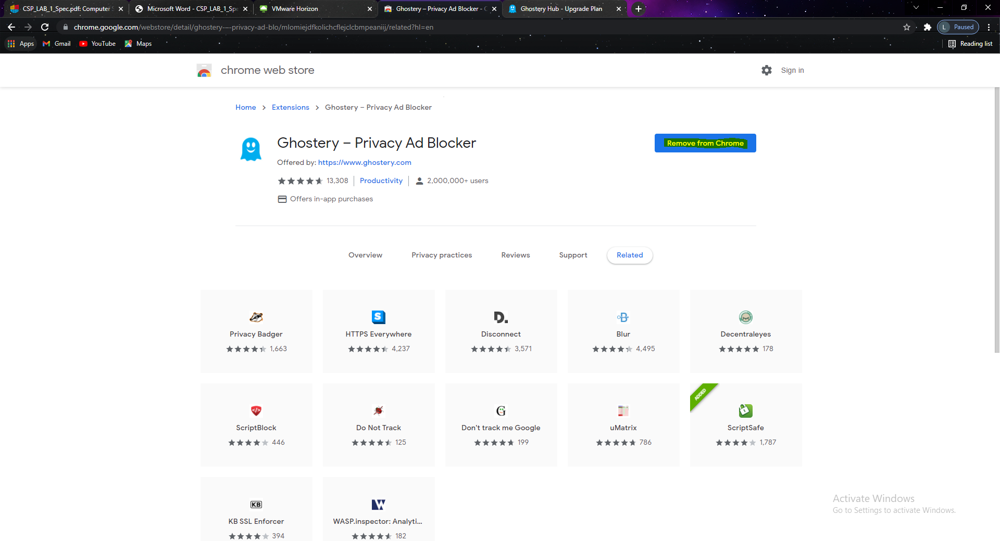 CSP_LAB_1_Spec.pdf: Computer S
Microsoft Word - CSP_LAB_1_Spe
VMware Horizon
Ghostery – Privacy Ad Blocker - C
Ghostery Hub - Upgrade Plan
chrome.google.com/webstore/detail/ghostery-–-privacy-ad-blo/mlomiejdfkolichcflejclcbmpeaniij/related?hl=en
L Paused
Apps
Gmail
YouTube
Maps
Reading list
chrome web store
Sign in
Home > Extensions > Ghostery – Privacy Ad Blocker
Ghostery – Privacy Ad Blocker
Remove from Chrome
Offered by: https://www.ghostery.com
13,308 | Productivity | 2,000,000+ users
Offers in-app purchases
Overview
Privacy practices
Reviews
Support
Related
Privacy Badger
1,663
HTTPS Everywhere
4,237
D.
Disconnect
3,571
Blur
4,495
Decentraleyes
178
ScriptBlock
446
Do Not Track
125
Don't track me Google
199
uMatrix
786
ADDED
ScriptSafe
1,787
KB
KB SSL Enforcer
394
W
WASP.inspector: Analyti...
182
Activate Windows
Go to Settings to activate Windows.